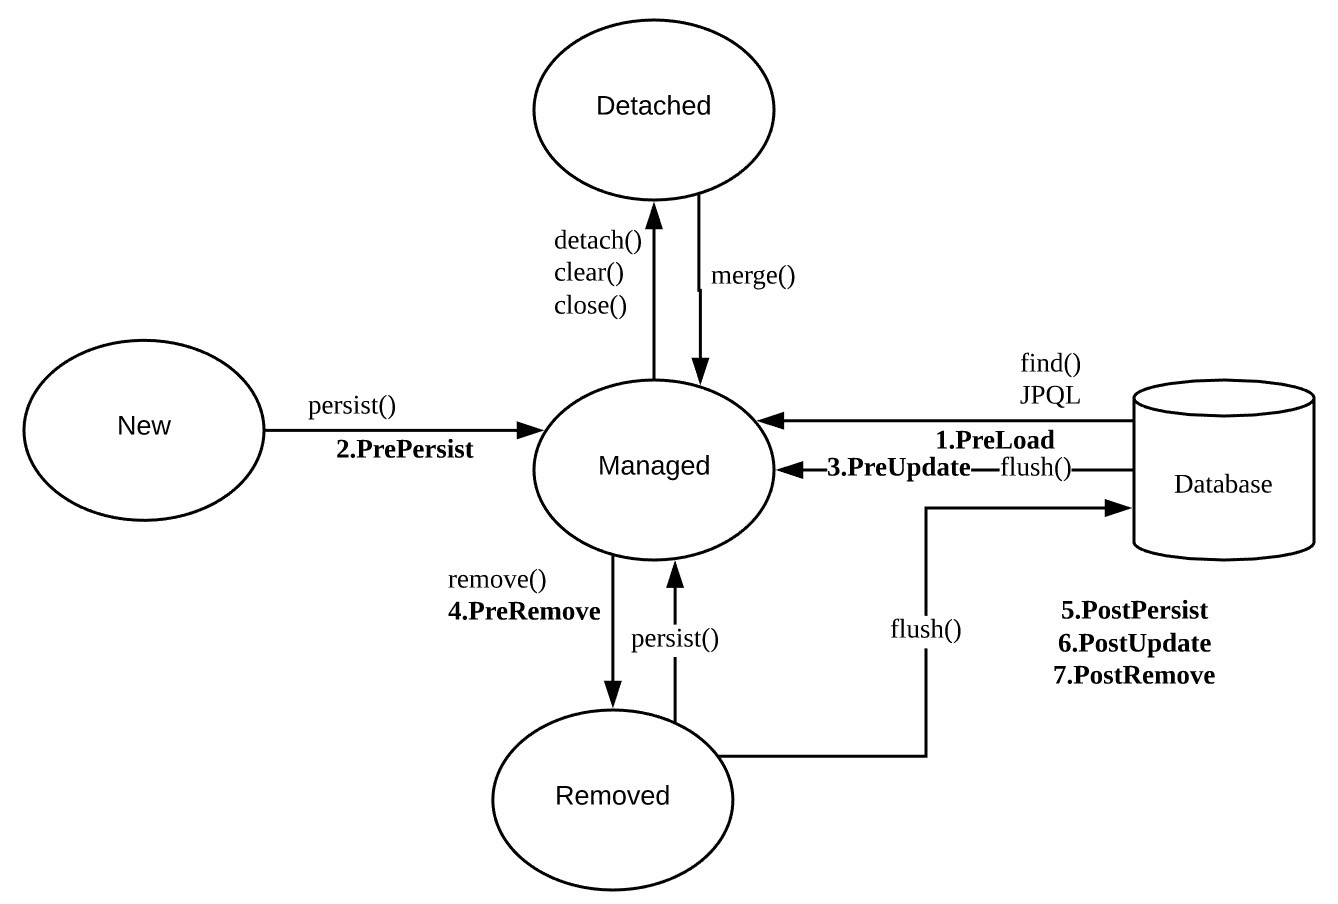 Detached
detach()
clear()
close()
merge()
find()
JPQL
persist()
New
2.PrePersist
1.PreLoad
Managed
3.PreUpdate
flush()
Database
remove()
4.PreRemove
persist()
flush()
5.PostPersist
6.PostUpdate
7.PostRemove
Removed